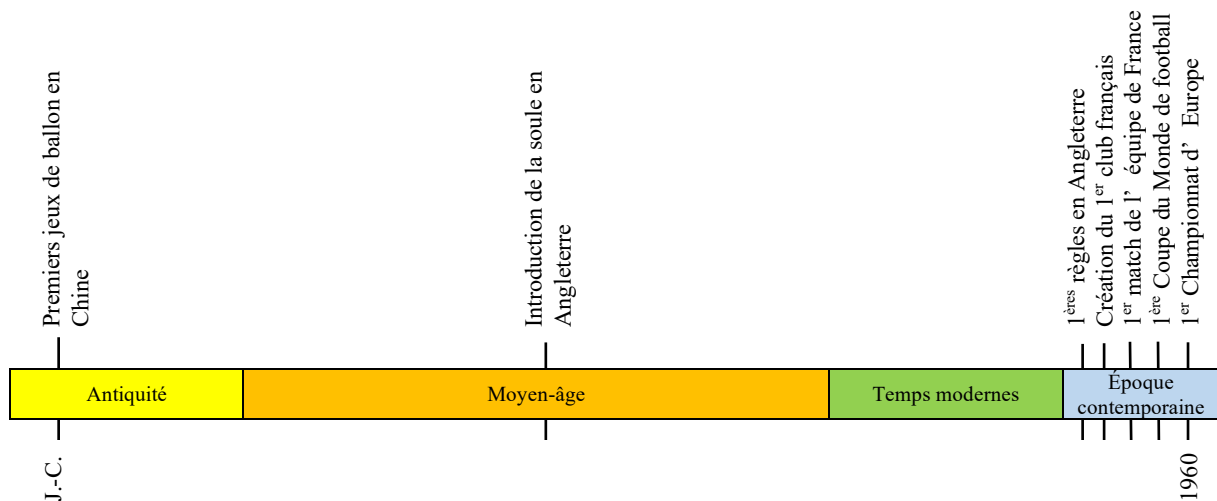 Premiers jeux de ballon en
Chine
Introduction de la soule en
Angleterre
1ères règles en Angleterre
Création du 1er club français
1er match de l’ équipe de France
1ère Coupe du Monde de football
1er Championnat d’ Europe
Antiquité
Moyen-âge
Temps modernes
Époque
contemporaine
J.-C.
1960